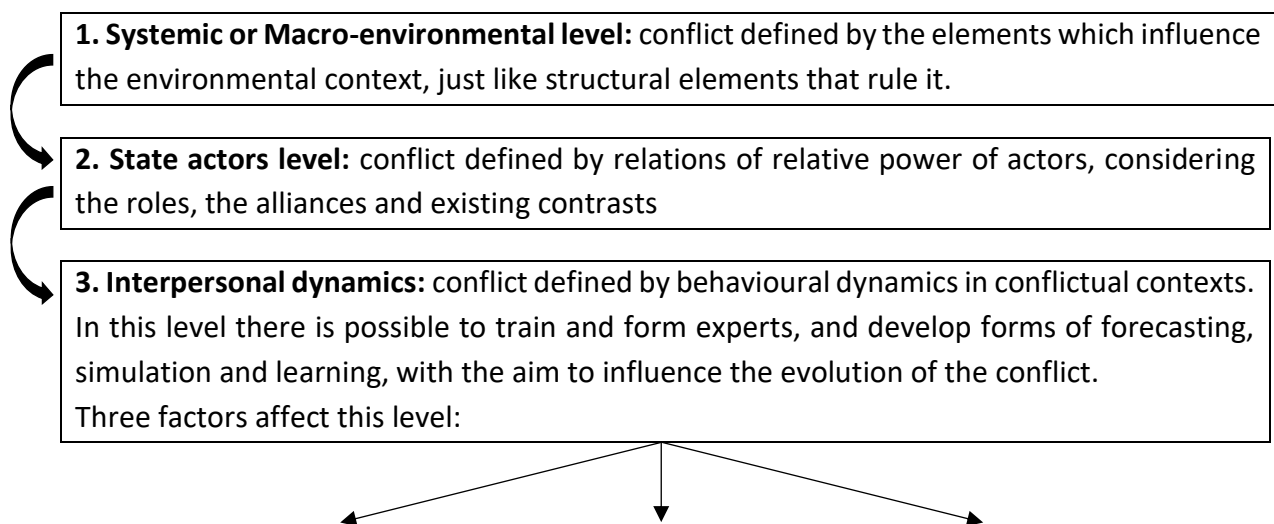 1. Systemic or Macro-environmental level: conflict defined by the elements which influence
the environmental context, just like structural elements that rule it.
2. State actors level: conflict defined by relations of relative power of actors, considering
the roles, the alliances and existing contrasts
3. Interpersonal dynamics: conflict defined by behavioural dynamics in conflictual contexts.
In this level there is possible to train and form experts, and develop forms of forecasting,
simulation and learning, with the aim to influence the evolution of the conflict.
Three factors affect this level: